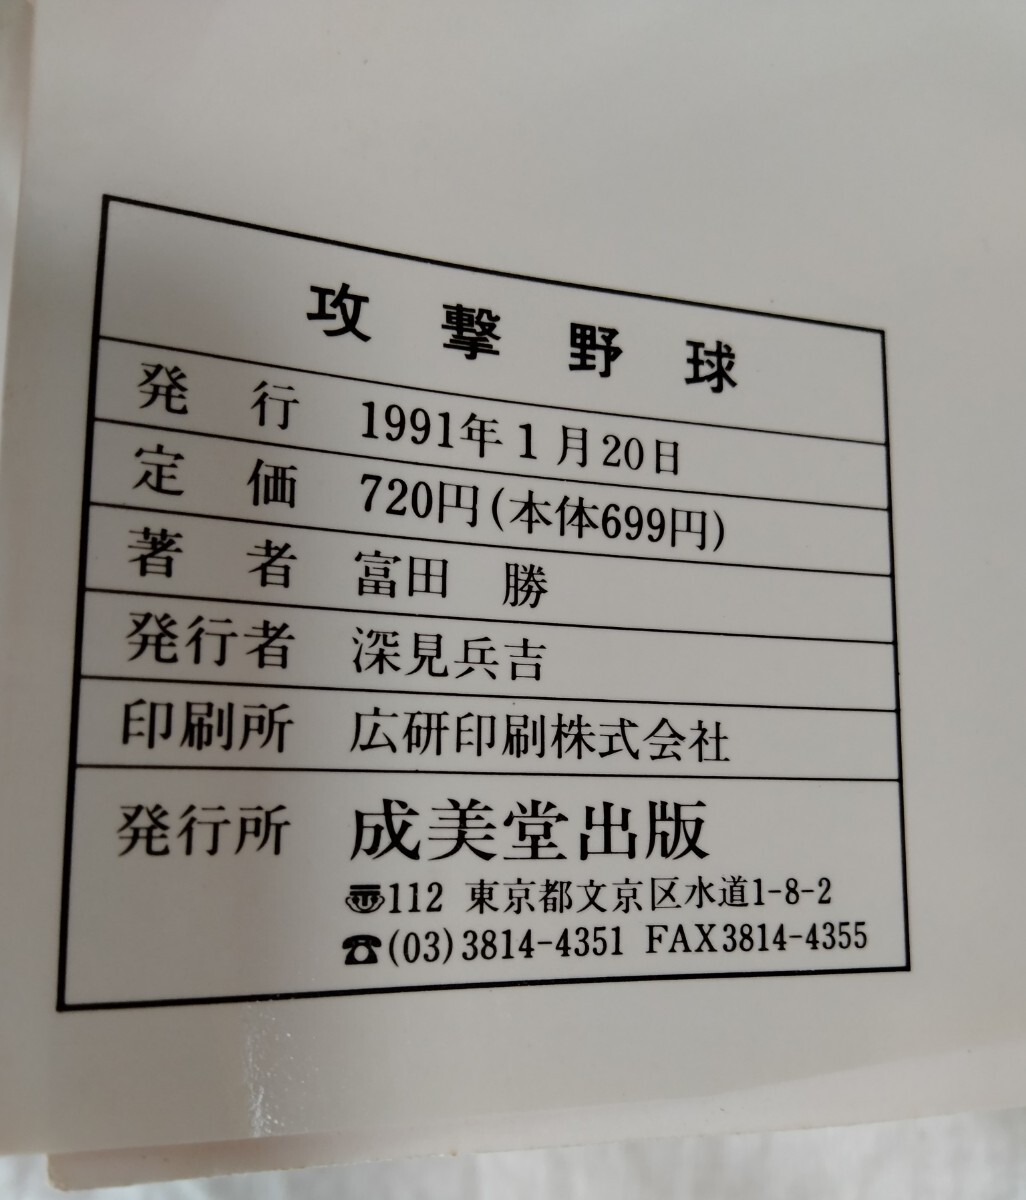 攻撃野球
発行 1991年1月20日
定価 720円(本体699円)
著者 富田 勝
発行者 深見兵吉
印刷所 広研印刷株式会社
発行所 成美堂出版
〠112 東京都文京区水道1-8-2
☎(03)3814-4351 FAX3814-4355